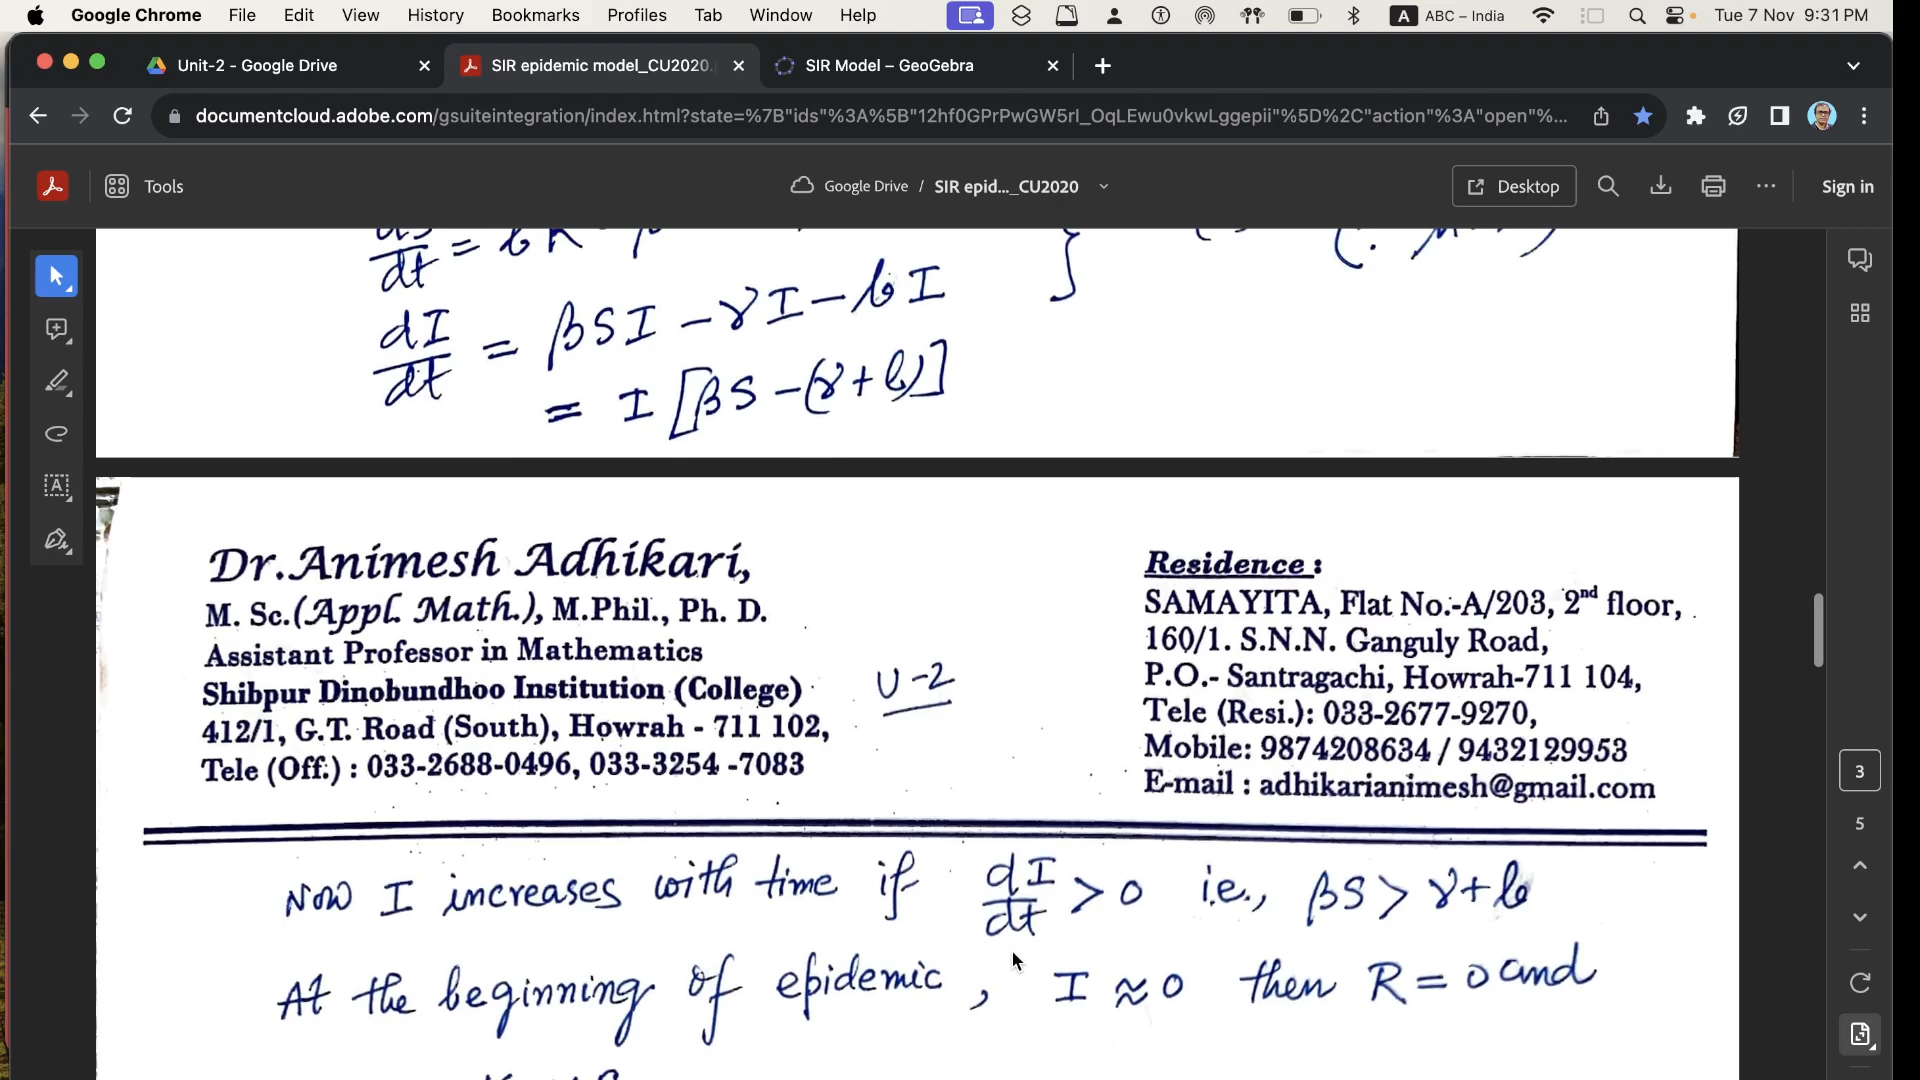 Google Chrome File Edit View History Bookmarks Profiles Tab Window Help A ABC – India Tue 7 Nov 9:31 PM
Unit-2 - Google Drive SIR epidemic model_CU2020. SIR Model – GeoGebra
documentcloud.adobe.com/gsuiteintegration/index.html?state=%7B"ids"%3A%5B"12hf0GPrPwGW5rl_OqLEwu0vkwLggepii"%5D%2C"action"%3A"open"%...
Tools Google Drive / SIR epid..._CU2020 Desktop Sign in
dI/dt = βSI – γI – bI
= I [βS – (γ + b)]
Dr. Animesh Adhikari,
M. Sc.(Appl. Math.), M.Phil., Ph. D.
Assistant Professor in Mathematics
Shibpur Dinobundhoo Institution (College)
412/1, G.T. Road (South), Howrah - 711 102,
Tele (Off.) : 033-2688-0496, 033-3254 -7083
U-2
Residence :
SAMAYITA, Flat No.-A/203, 2nd floor,
160/1. S.N.N. Ganguly Road,
P.O.- Santragachi, Howrah-711 104,
Tele (Resi.): 033-2677-9270,
Mobile: 9874208634 / 9432129953
E-mail : adhikarianimesh@gmail.com
Now I increases with time if dI/dt > 0 i.e., βS > γ + b
At the beginning of epidemic, I ≈ 0 then R = 0 and
3
5